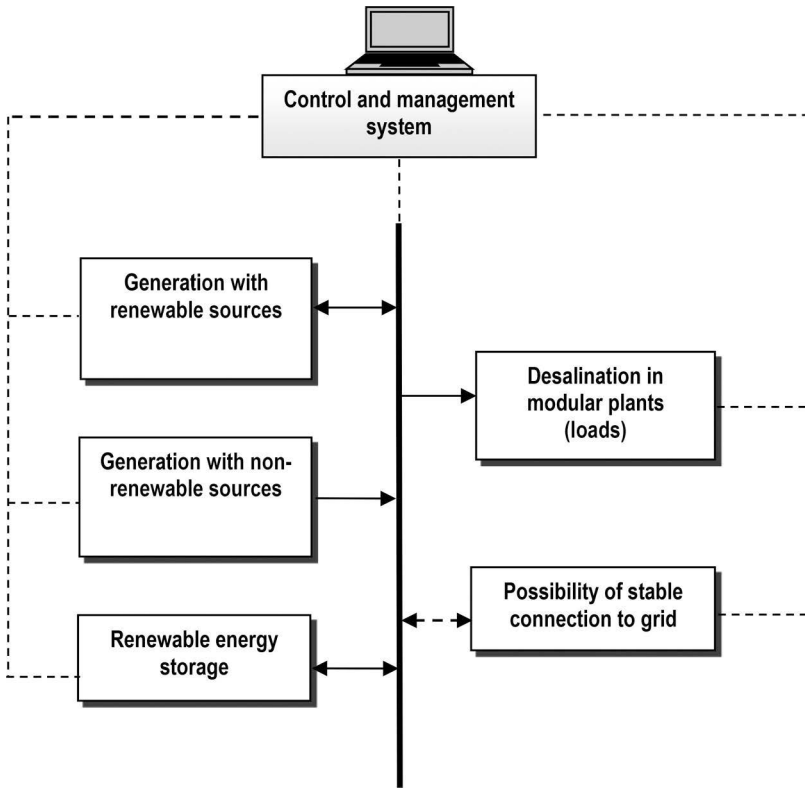 Control and management
system
Generation with
renewable sources
Desalination in
modular plants
(loads)
Generation with non-
renewable sources
Possibility of stable
connection to grid
Renewable energy
storage